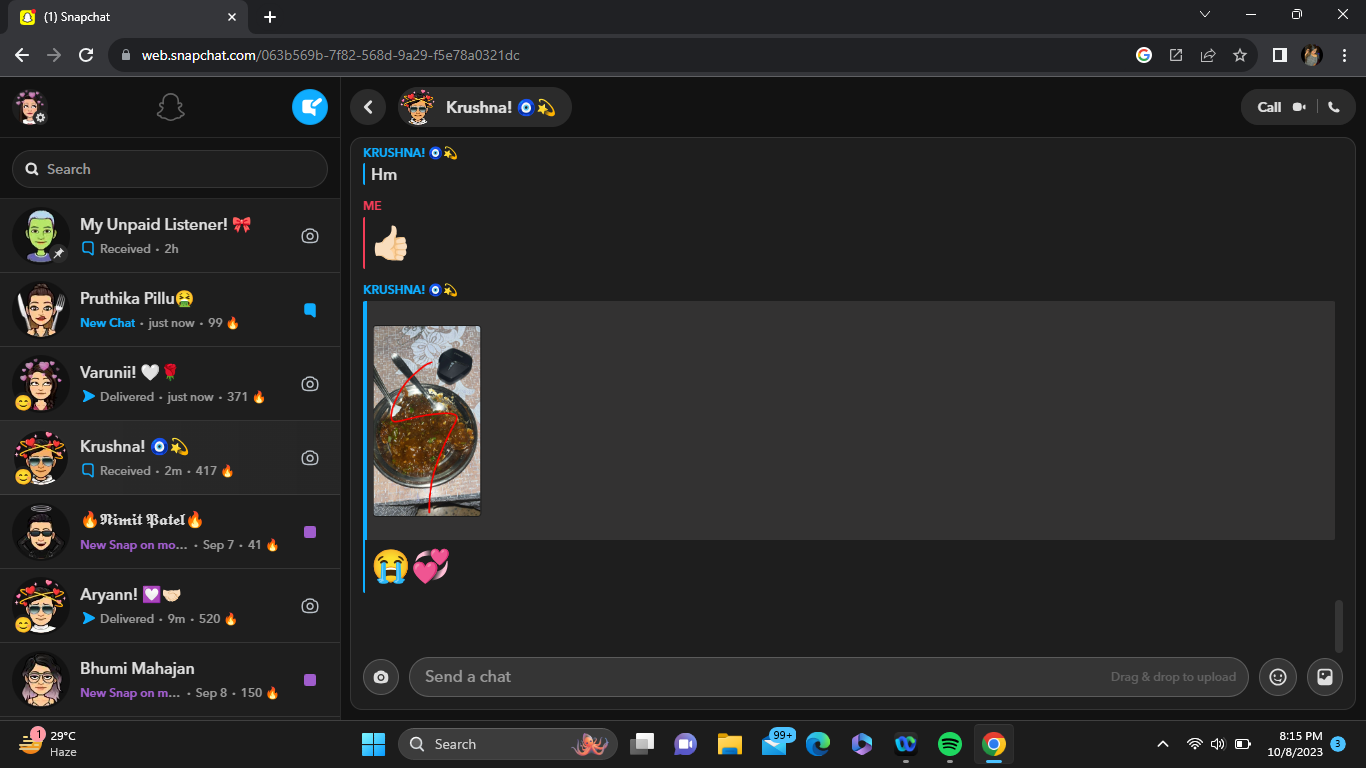 (1) Snapchat
web.snapchat.com/063b569b-7f82-568d-9a29-f5e78a0321dc
Search
My Unpaid Listener! 🎀
Received · 2h
Pruthika Pillu🤮
New Chat · just now · 99 🔥
Varunii! 🤍🌹
Delivered · just now · 371 🔥
Krushna! 🧿💫
Received · 2m · 417 🔥
🔥𝕹𝖎𝖒𝖎𝖙 𝕻𝖆𝖙𝖊𝖑🔥
New Snap on mo... · Sep 7 · 41 🔥
Aryann! 💟🤝🏻
Delivered · 9m · 520 🔥
Bhumi Mahajan
New Snap on m... · Sep 8 · 150 🔥
Krushna! 🧿💫
Call
KRUSHNA! 🧿💫
Hm
ME
👍🏻
KRUSHNA! 🧿💫
😭💞
Send a chat
Drag & drop to upload
1
29°C
Haze
Search
99+
8:15 PM
10/8/2023
3